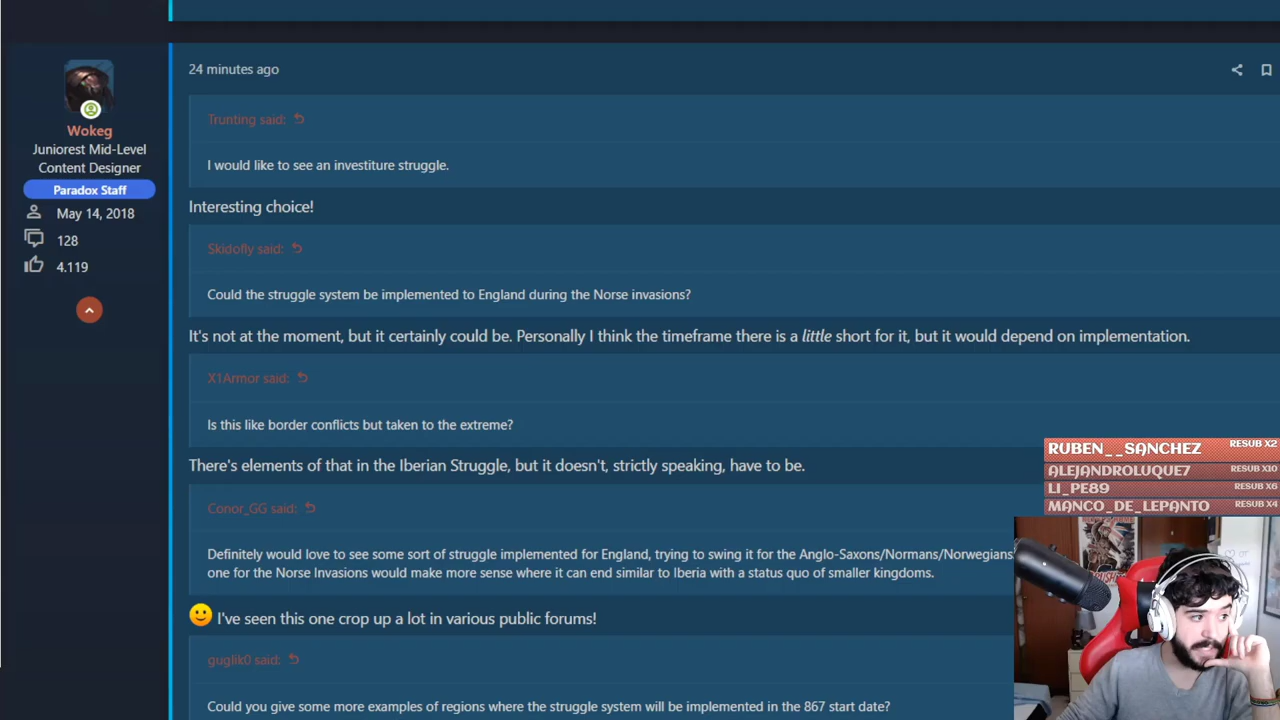 24 minutes ago
Wokeg
Juniorest Mid-Level
Content Designer
Paradox Staff
May 14, 2018
128
4.119
Trunting said:
I would like to see an investiture struggle.
Interesting choice!
Skidofly said:
Could the struggle system be implemented to England during the Norse invasions?
It's not at the moment, but it certainly could be. Personally I think the timeframe there is a little short for it, but it would depend on implementation.
X1Armor said:
Is this like border conflicts but taken to the extreme?
There's elements of that in the Iberian Struggle, but it doesn't, strictly speaking, have to be.
Conor_GG said:
Definitely would love to see some sort of struggle implemented for England, trying to swing it for the Anglo-Saxons/Normans/Norwegians
one for the Norse Invasions would make more sense where it can end similar to Iberia with a status quo of smaller kingdoms.
I've seen this one crop up a lot in various public forums!
guglik0 said:
Could you give some more examples of regions where the struggle system will be implemented in the 867 start date?
RUBEN__SANCHEZ RESUB X2
ALEJANDROLUQUE7 RESUB X10
LI_PE89 RESUB X6
MANCO_DE_LEPANTO RESUB X4